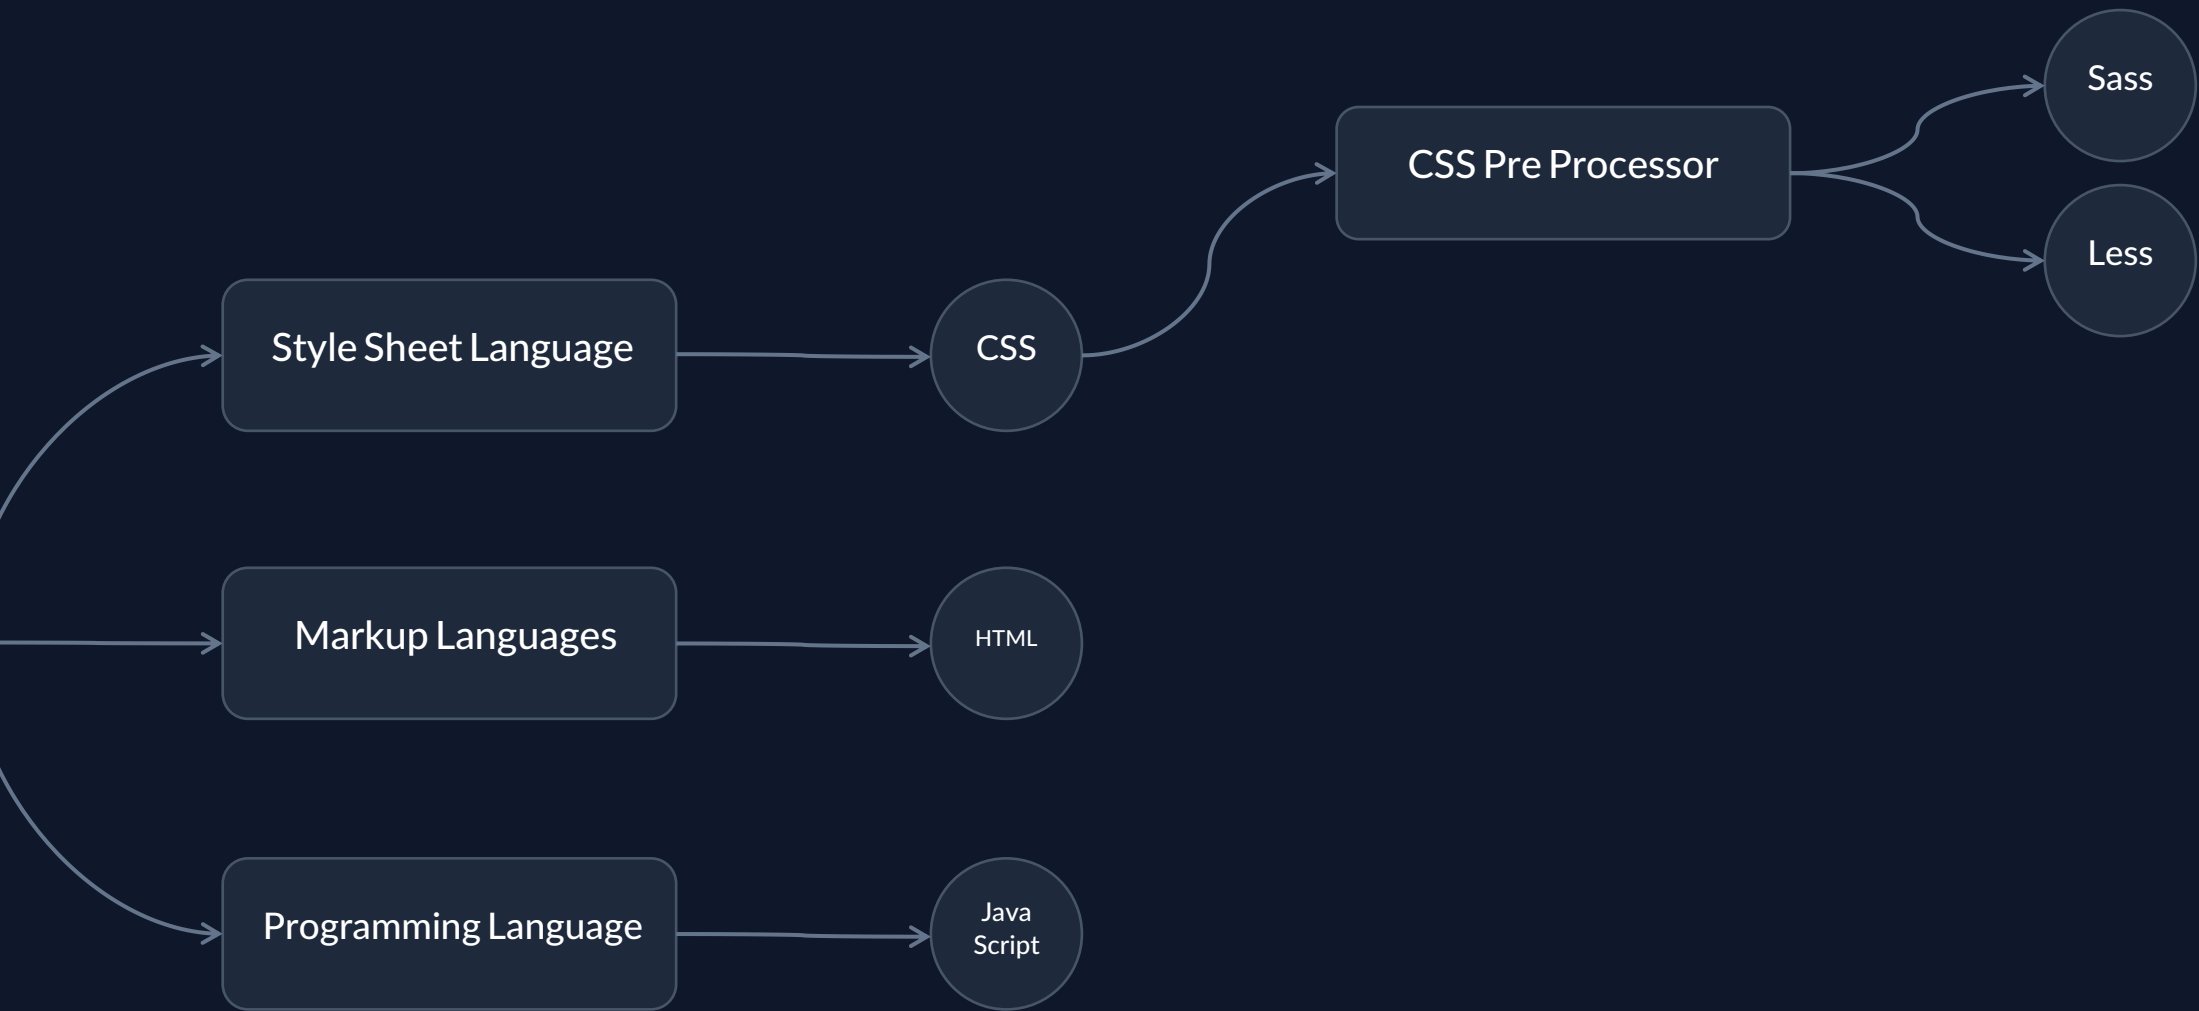 Sass
CSS Pre Processor
Less
Style Sheet Language
CSS
Markup Languages
HTML
Programming Language
Java
Script